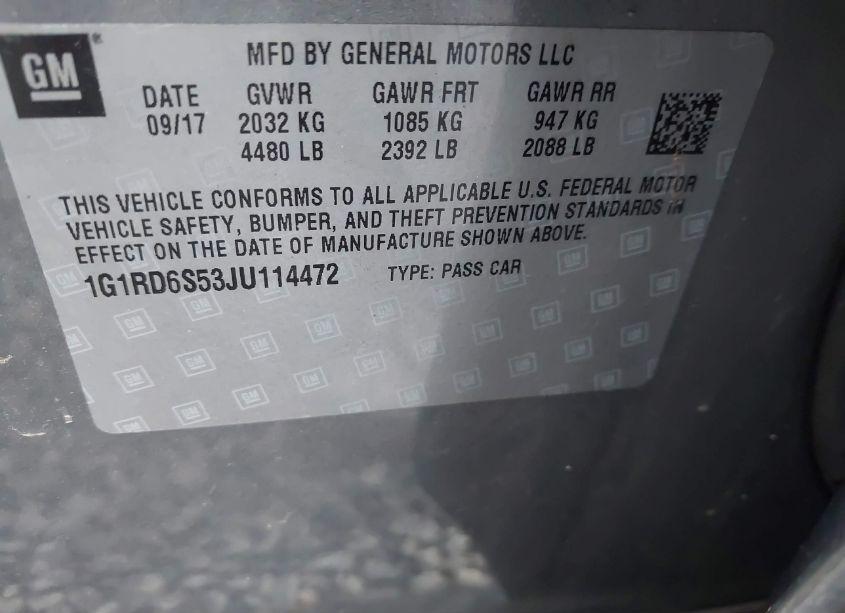 GM
MFD BY GENERAL MOTORS LLC
DATE GVWR GAWR FRT GAWR RR
09/17 2032 KG 1085 KG 947 KG
4480 LB 2392 LB 2088 LB
THIS VEHICLE CONFORMS TO ALL APPLICABLE U.S. FEDERAL MOTOR
VEHICLE SAFETY, BUMPER, AND THEFT PREVENTION STANDARDS IN
EFFECT ON THE DATE OF MANUFACTURE SHOWN ABOVE.
1G1RD6S53JU114472 TYPE: PASS CAR